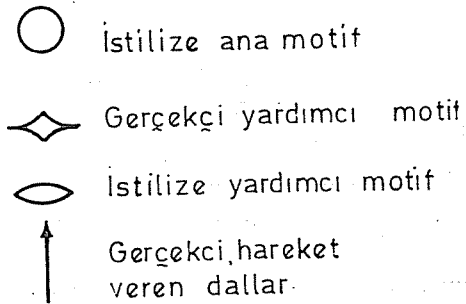 İstilize ana motif
Gerçekçi yardımcı motif
İstilize yardımcı motif
Gerçekci, hareket
veren dallar